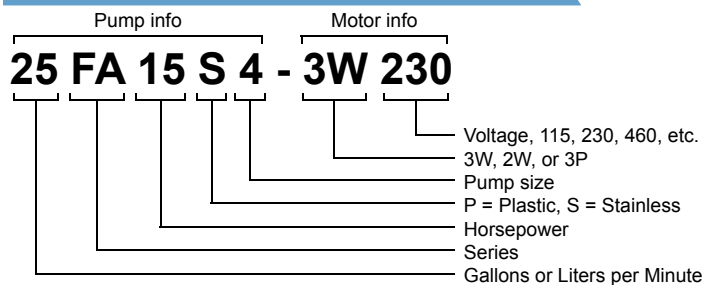 Pump info Motor info
25 FA 15 S 4 - 3W 230
Voltage, 115, 230, 460, etc.
3W, 2W, or 3P
Pump size
P = Plastic, S = Stainless
Horsepower
Series
Gallons or Liters per Minute